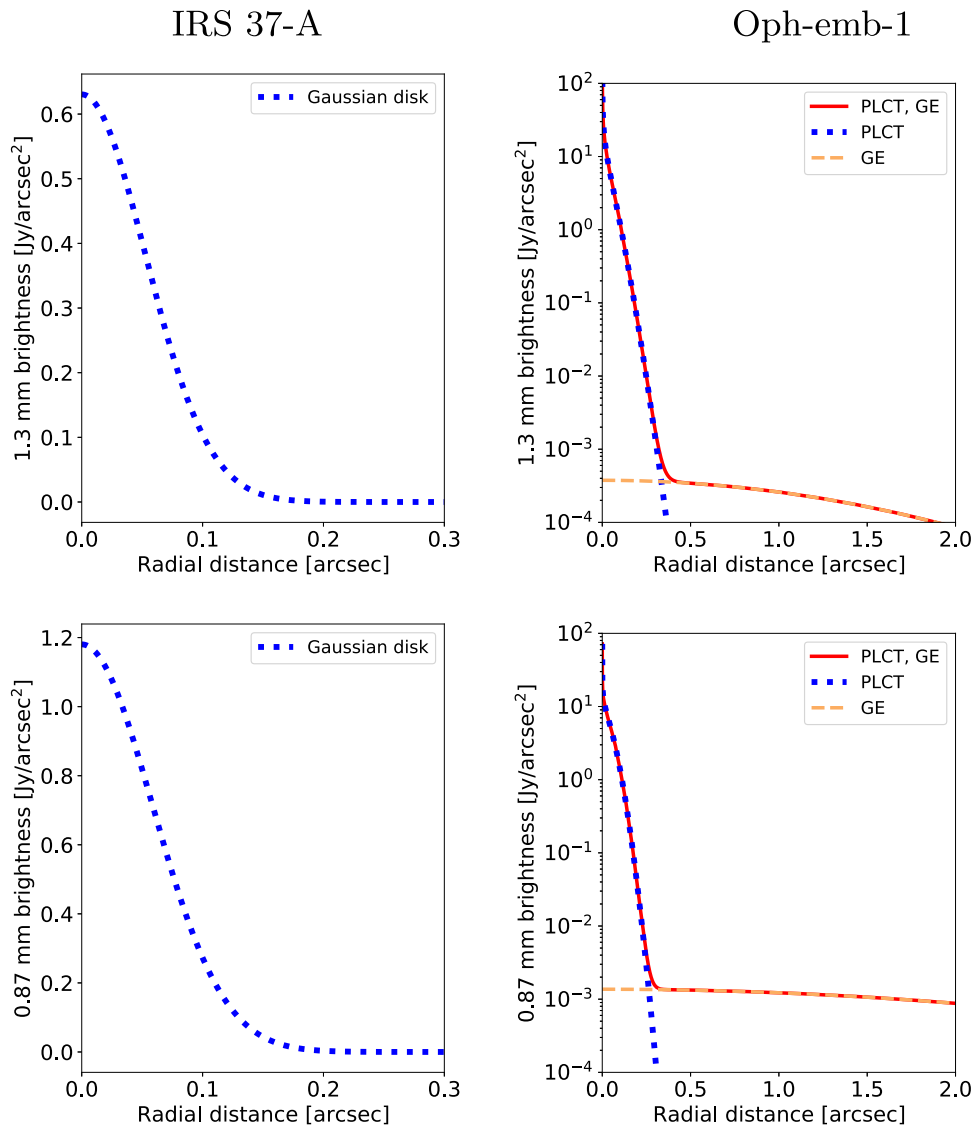 IRS 37-A
Oph-emb-1
1.3 mm brightness [Jy/arcsec²]
0.6
0.5
0.4
0.3
0.2
0.1
0.0
Gaussian disk
0.0 0.1 0.2 0.3
Radial distance [arcsec]
1.3 mm brightness [Jy/arcsec²]
10²
10¹
10⁰
10⁻¹
10⁻²
10⁻³
10⁻⁴
PLCT, GE
PLCT
GE
0.0 0.5 1.0 1.5 2.0
Radial distance [arcsec]
0.87 mm brightness [Jy/arcsec²]
1.2
1.0
0.8
0.6
0.4
0.2
0.0
Gaussian disk
0.0 0.1 0.2 0.3
Radial distance [arcsec]
0.87 mm brightness [Jy/arcsec²]
10²
10¹
10⁰
10⁻¹
10⁻²
10⁻³
10⁻⁴
PLCT, GE
PLCT
GE
0.0 0.5 1.0 1.5 2.0
Radial distance [arcsec]